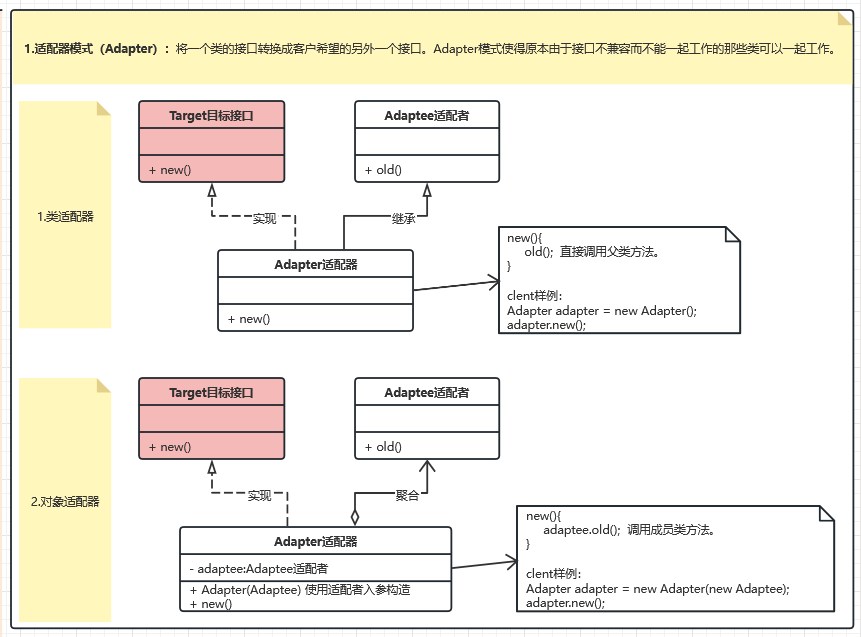 1.适配器模式（Adapter）：将一个类的接口转换成客户希望的另外一个接口。Adapter模式使得原本由于接口不兼容而不能一起工作的那些类可以一起工作。
1.类适配器
Target目标接口
+ new()
Adaptee适配者
+ old()
实现
继承
Adapter适配器
+ new()
new(){
old(); 直接调用父类方法。
}
clent样例：
Adapter adapter = new Adapter();
adapter.new();
2.对象适配器
Target目标接口
+ new()
Adaptee适配者
+ old()
实现
聚合
Adapter适配器
- adaptee:Adaptee适配者
+ Adapter(Adaptee) 使用适配者入参构造
+ new()
new(){
adaptee.old(); 调用成员类方法。
}
clent样例：
Adapter adapter = new Adapter(new Adaptee);
adapter.new();